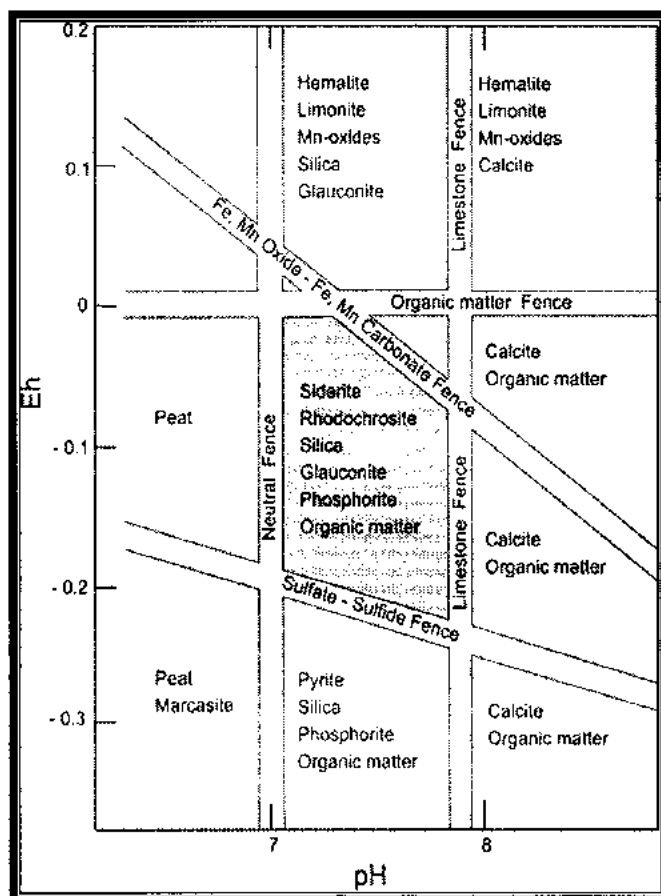 0.2
0.1
0
- 0.1
- 0.2
- 0.3
Eh
7
8
pH
Hemalite
Limonite
Mn-oxides
Silica
Glauconite
Limestone Fence
Hemalite
Limonite
Mn-oxides
Calcite
Fe, Mn Oxide - Fe, Mn Carbonate Fence
Organic matter Fence
Peat
Neutral Fence
Siderite
Rhodochrosite
Silica
Glauconite
Phosphorite
Organic matter
Limestone Fence
Calcite
Organic matter
Calcite
Organic matter
Sulfate - Sulfide Fence
Peat
Marcasite
Pyrite
Silica
Phosphorite
Organic matter
Calcite
Organic matter